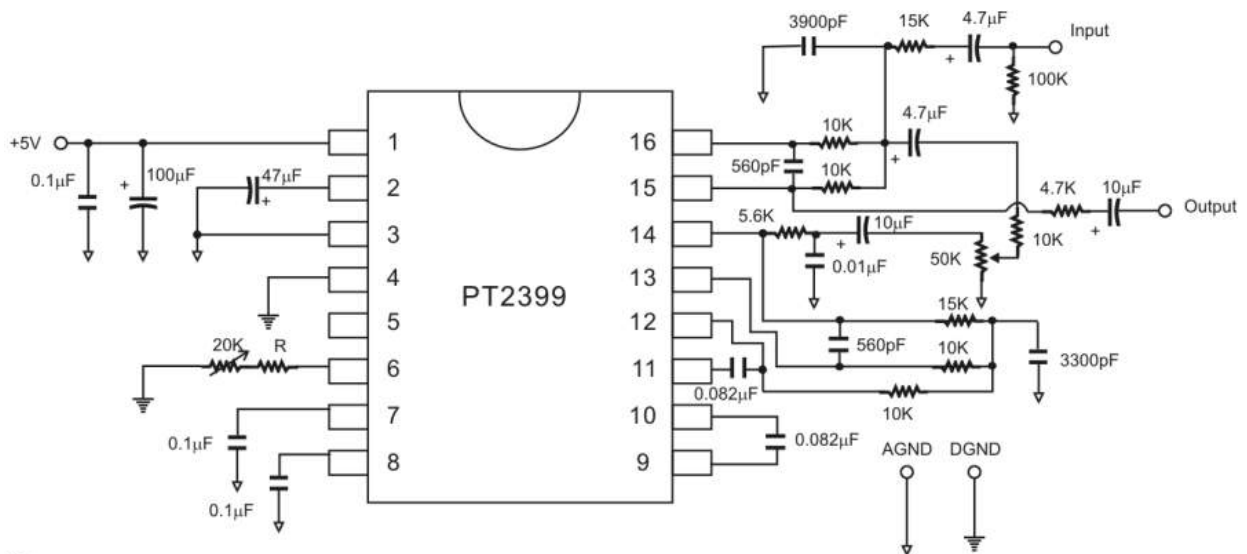 3900pF
15K
4.7μF
Input
100K
+5V
0.1μF
100μF
+
1
2
3
4
5
6
7
8
PT2399
16
15
14
13
12
11
10
9
47μF
+
20K
R
0.1μF
0.1μF
+
10K
4.7μF
+
560pF
10K
4.7K
10μF
+
Output
5.6K
10μF
+
0.01μF
50K
10K
15K
560pF
10K
3300pF
0.082μF
10K
0.082μF
AGND
DGND